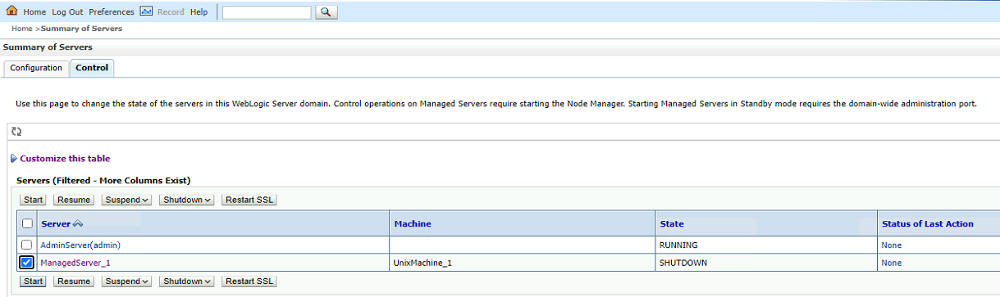 Home Log Out Preferences Record Help
Home >Summary of Servers
Summary of Servers
Configuration Control
Use this page to change the state of the servers in this WebLogic Server domain. Control operations on Managed Servers require starting the Node Manager. Starting Managed Servers in Standby mode requires the domain-wide administration port.
Customize this table
Servers (Filtered - More Columns Exist)
Start Resume Suspend Shutdown Restart SSL
Server Machine State Status of Last Action
AdminServer(admin) RUNNING None
ManagedServer_1 UnixMachine_1 SHUTDOWN None
Start Resume Suspend Shutdown Restart SSL